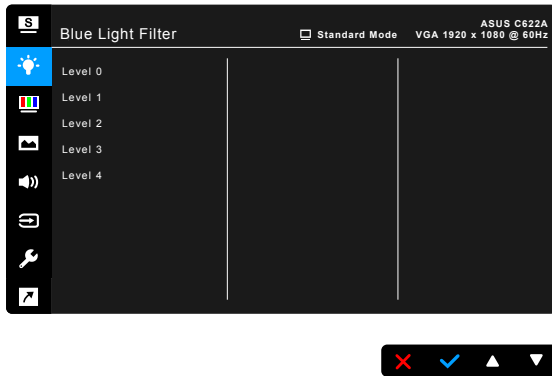 S
ASUS C622A
Blue Light Filter
Standard Mode
VGA 1920 x 1080 @ 60Hz
Level 0
Level 1
Level 2
Level 3
Level 4